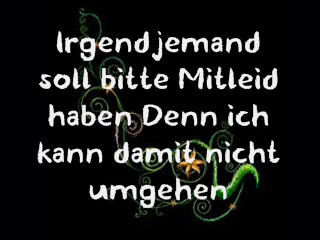 Irgendjemand
soll bitte Mitleid
haben Denn ich
kann damit nicht
umgehen